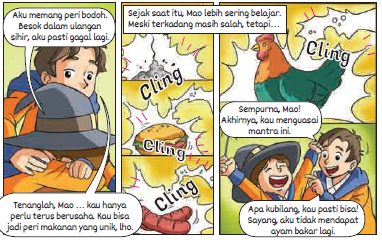 Aku memang peri bodoh.
Besok dalam ulangan
sihir, aku pasti gagal lagi.
Tenanglah, Mao ... kau hanya
perlu terus berusaha. Kau bisa
jadi peri makanan yang unik, lho.
Sejak saat itu, Mao lebih sering belajar.
Meski terkadang masih salah, tetapi...
Cling
Cling
Cling
Cling
Sempurna, Mao!
Akhirnya, kau menguasai
mantra ini.
Apa kubilang, kau pasti bisa!
Sayang, aku tidak mendapat
ayam bakar lagi.